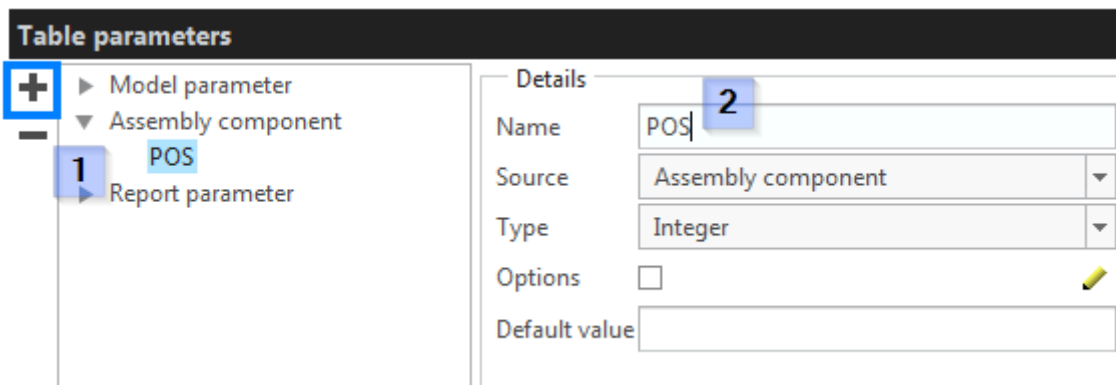 Table parameters
Model parameter
Assembly component
POS
Report parameter
1
Details
2
Name POS
Source Assembly component
Type Integer
Options
Default value